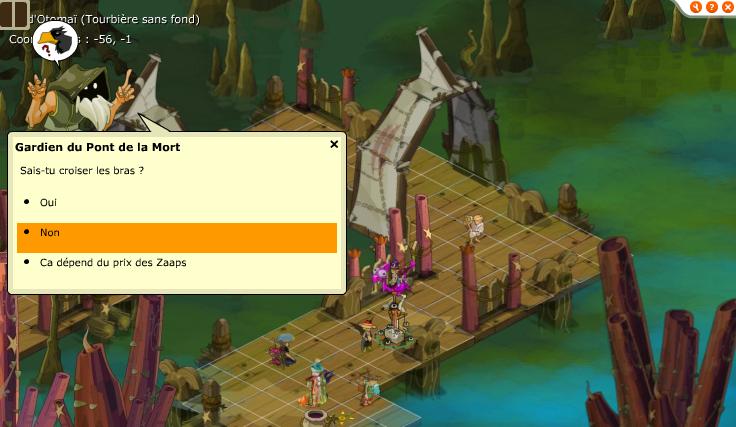 d'Otomaï (Tourbière sans fond)
Coor s : -56, -1
?
Gardien du Pont de la Mort
Sais-tu croiser les bras ?
Oui
Non
Ca dépend du prix des Zaaps